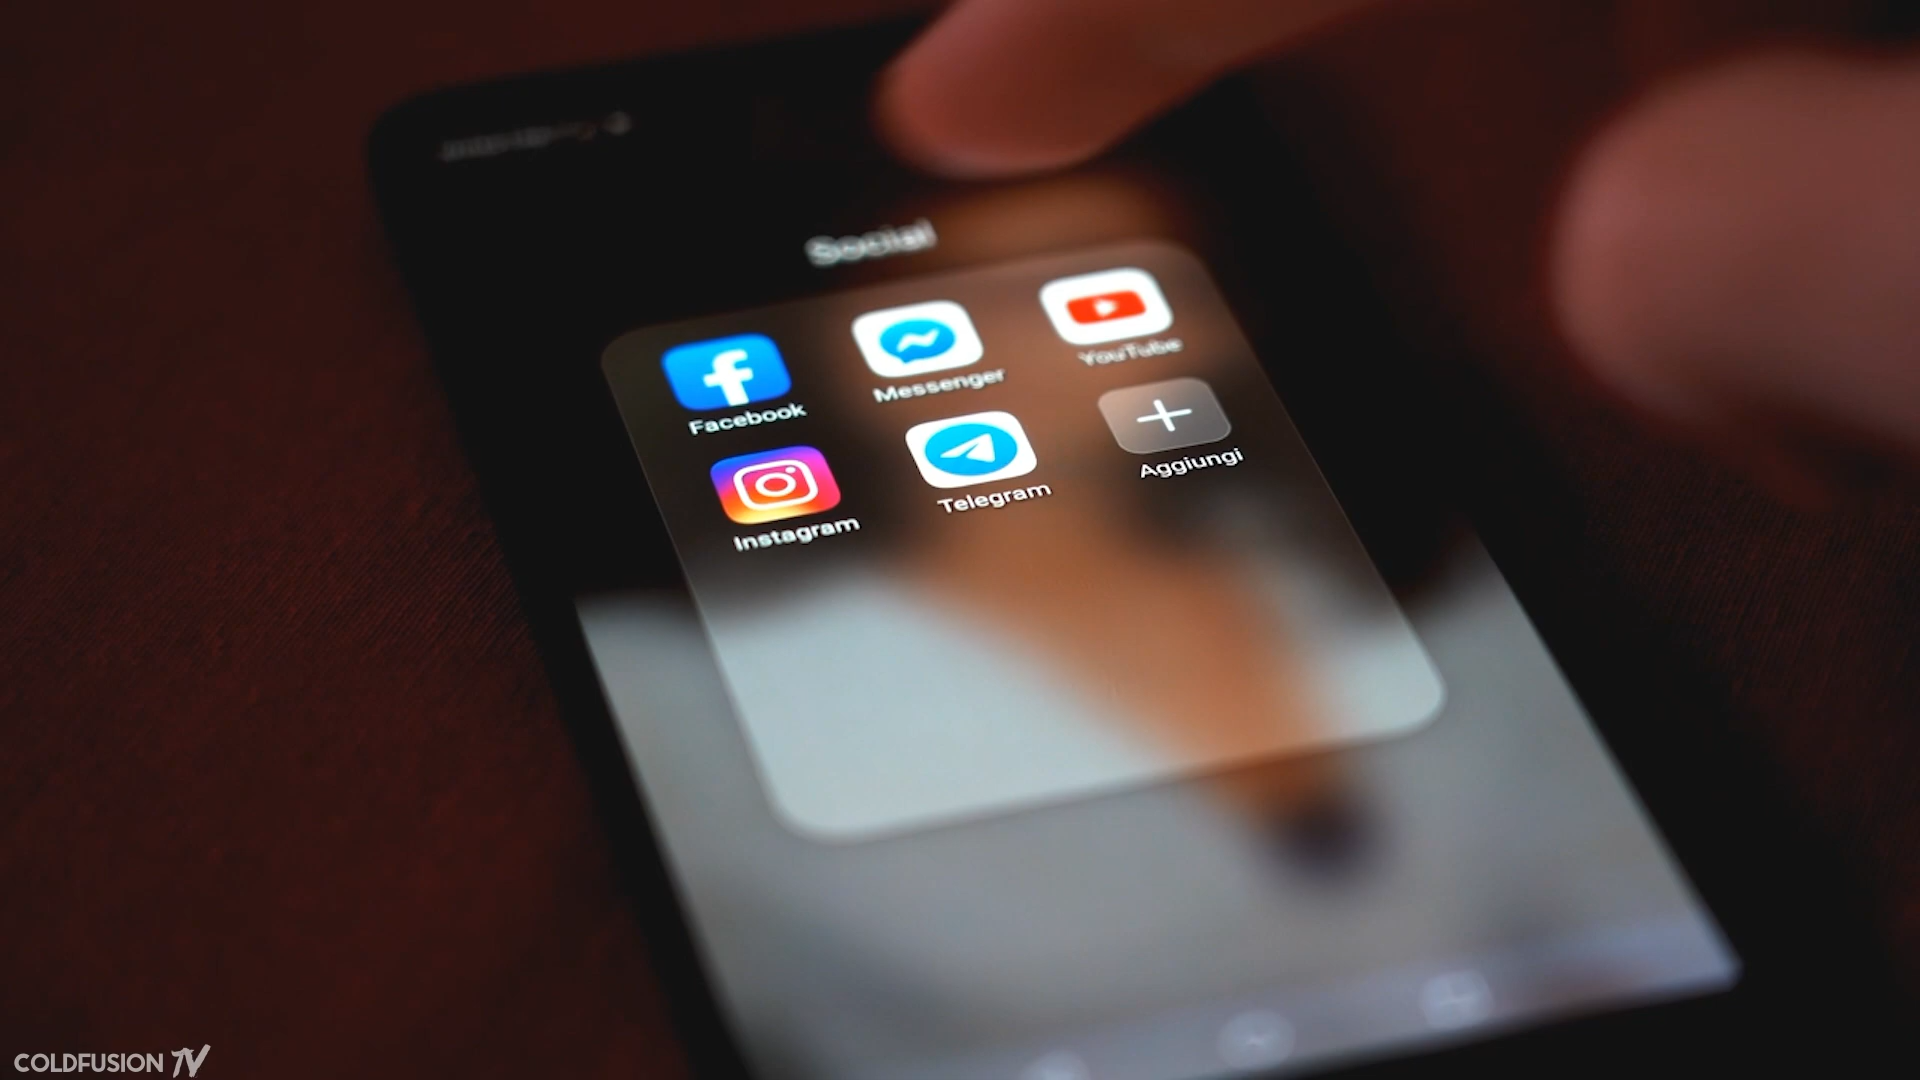 Social
Facebook
Messenger
YouTube
Instagram
Telegram
Aggiungi
COLDFUSION TV